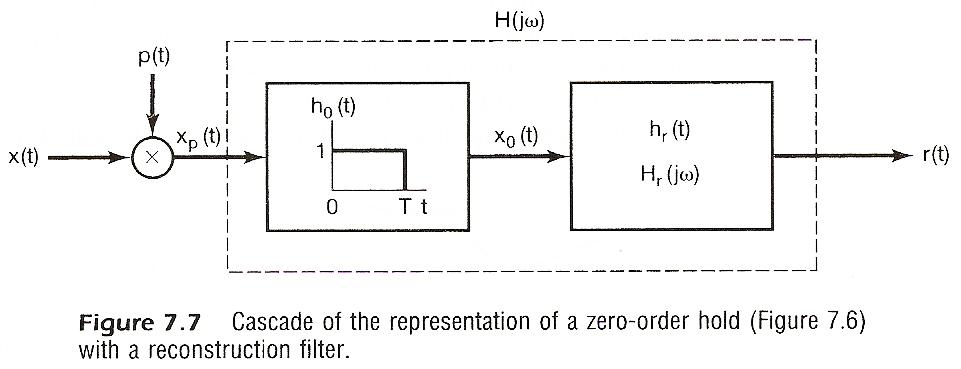 H(jω)
p(t)
x(t)
×
xₚ (t)
h₀ (t)
1
0
T t
x₀ (t)
hᵣ (t)
Hᵣ (jω)
r(t)
Figure 7.7 Cascade of the representation of a zero-order hold (Figure 7.6)
with a reconstruction filter.